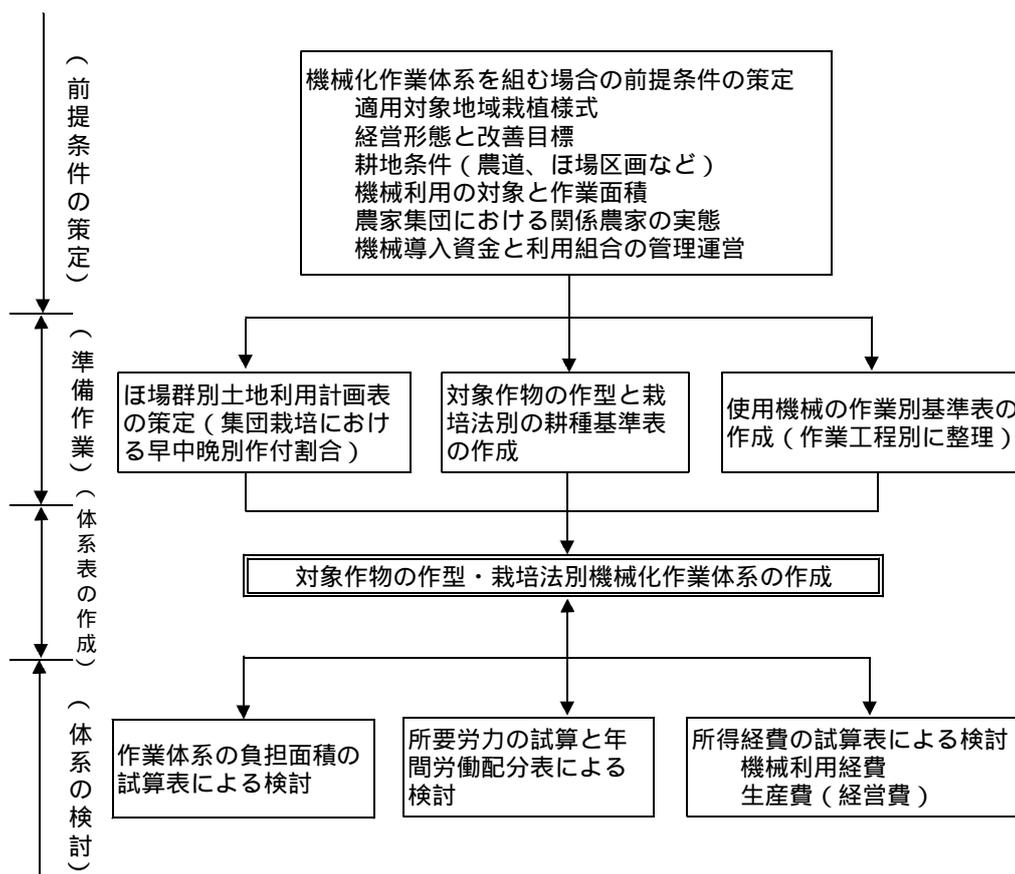 (前提条件の策定)
機械化作業体系を組む場合の前提条件の策定
適用対象地域栽植様式
経営形態と改善目標
耕地条件（農道、ほ場区画など）
機械利用の対象と作業面積
農家集団における関係農家の実態
機械導入資金と利用組合の管理運営
(準備作業)
ほ場群別土地利用計画表
の策定（集団栽培におけ
る早中晩別作付割合）
対象作物の作型と栽
培法別の耕種基準表
の作成
使用機械の作業別基準表の
作成（作業工程別に整理）
(体系表の作成)
対象作物の作型・栽培法別機械化作業体系の作成
(体系の検討)
作業体系の負担面積の
試算表による検討
所要労力の試算と年
間労働配分表による
検討
所得経費の試算表による検討
機械利用経費
生産費（経営費）